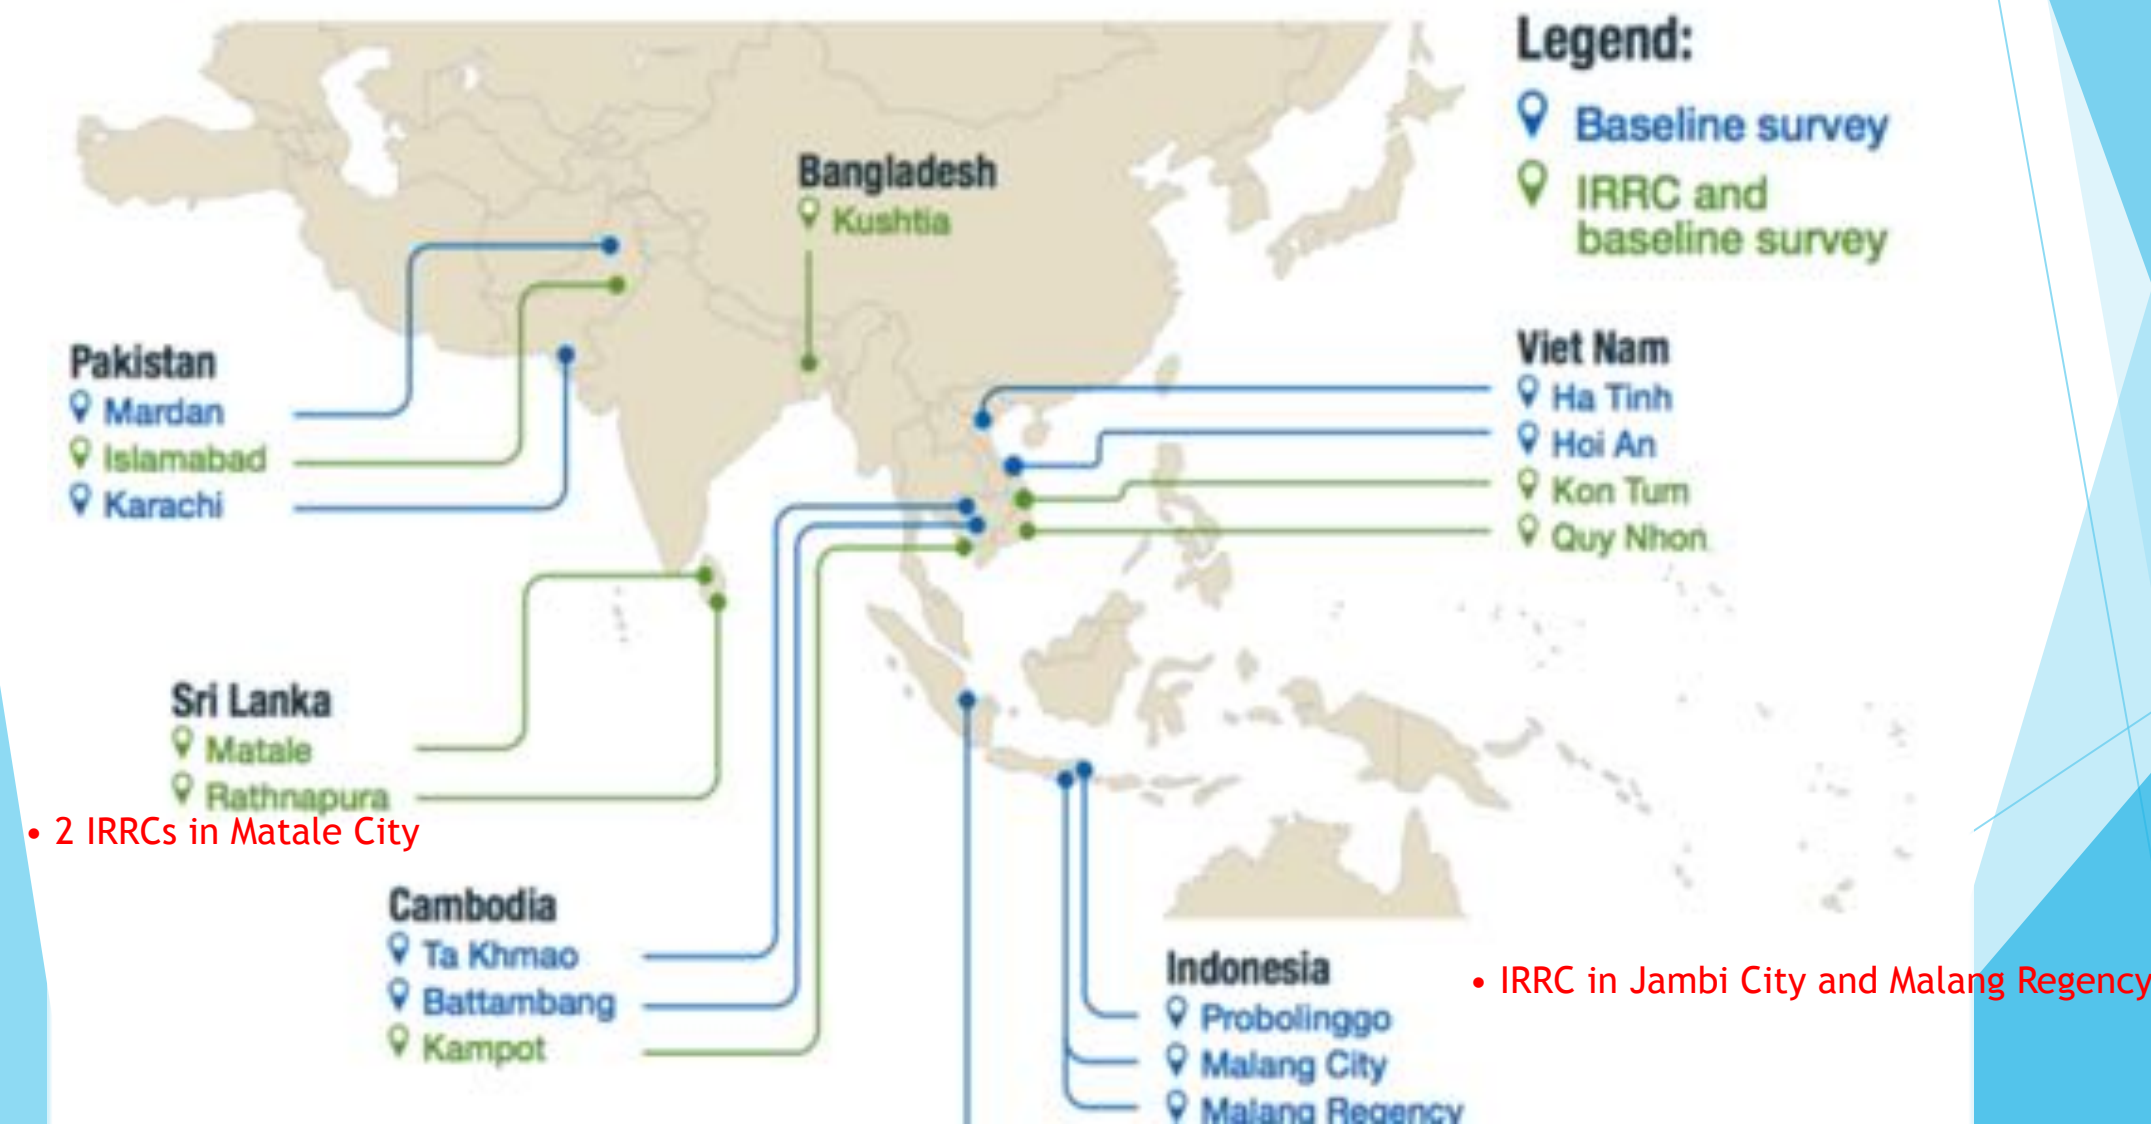 Legend:
Baseline survey
IRRC and
baseline survey
Bangladesh
Kushtia
Pakistan
Mardan
Islamabad
Karachi
Viet Nam
Ha Tinh
Hoi An
Kon Tum
Quy Nhon
Sri Lanka
Matale
Rathnapura
• 2 IRRCs in Matale City
Cambodia
Ta Khmao
Battambang
Kampot
Indonesia
Probolinggo
Malang City
Malang Regency
• IRRC in Jambi City and Malang Regency